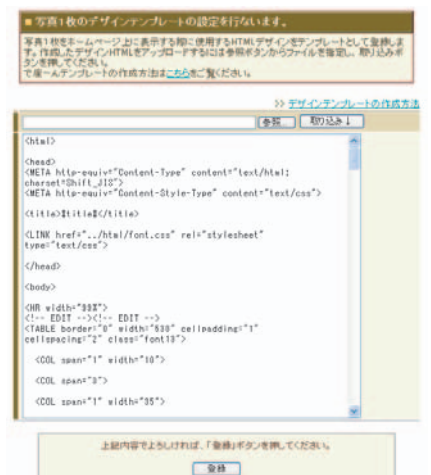 ■ 写真1枚のデザインテンプレートの設定を行ないます。
写真1枚をホームページ上に表示する際に使用するHTMLデザインをテンプレートとして登録しま
す。作成したデザインHTMLをアップロードするには参照ボタンからファイルを指定し、取り込みボ
タンを押してください。
で座ームテンプレートの作成方法はこちらをご覧ください。
>> デザインテンプレートの作成方法
参照... 取り込み↓
<html>
<head>
<META http-equiv="Content-Type" content="text/html;
charset=Shift_JIS">
<META http-equiv="Content-Style-Type" content="text/css">
<title>$title$</title>
<LINK href="../html/font.css" rel="stylesheet"
type="text/css">
</head>
<body>
<HR width="99%">
<!-- EDIT --><!-- EDIT -->
<TABLE border="0" width="530" cellpadding="1"
cellspacing="2" class="font13">
<COL span="1" width="10">
<COL span="3">
<COL span="1" width="35">
上記内容でよろしければ、「登録」ボタンを押してください。
登録